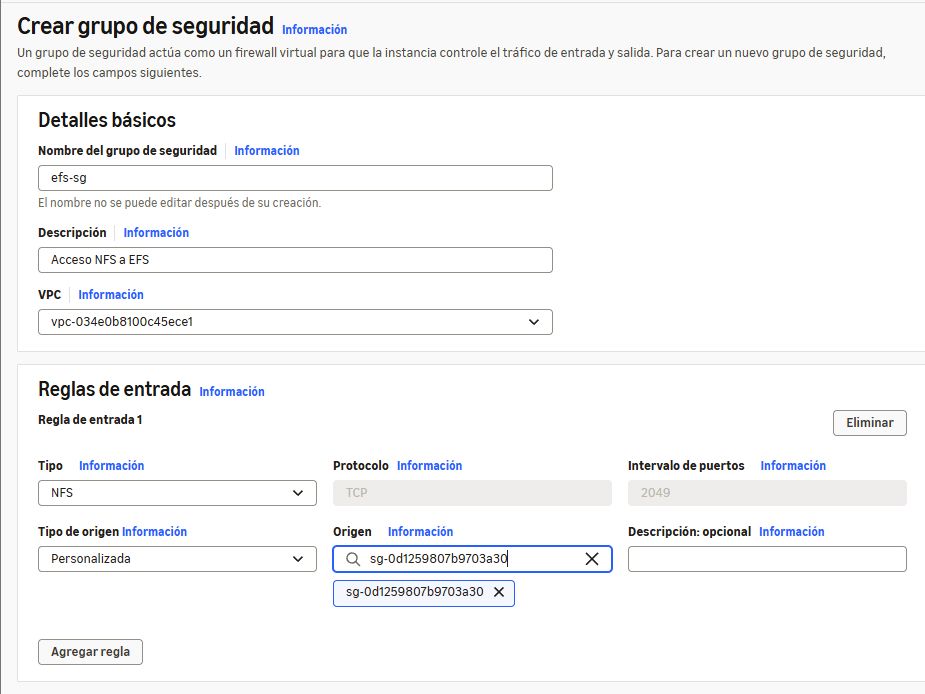 Crear grupo de seguridad Información
Un grupo de seguridad actúa como un firewall virtual para que la instancia controle el tráfico de entrada y salida. Para crear un nuevo grupo de seguridad,
complete los campos siguientes.
Detalles básicos
Nombre del grupo de seguridad Información
efs-sg
El nombre no se puede editar después de su creación.
Descripción Información
Acceso NFS a EFS
VPC Información
vpc-034e0b8100c45ece1
Reglas de entrada Información
Regla de entrada 1
Eliminar
Tipo Información
Protocolo Información
Intervalo de puertos Información
NFS
TCP
2049
Tipo de origen Información
Origen Información
Descripción: opcional Información
Personalizada
sg-0d1259807b9703a30
sg-0d1259807b9703a30
Agregar regla